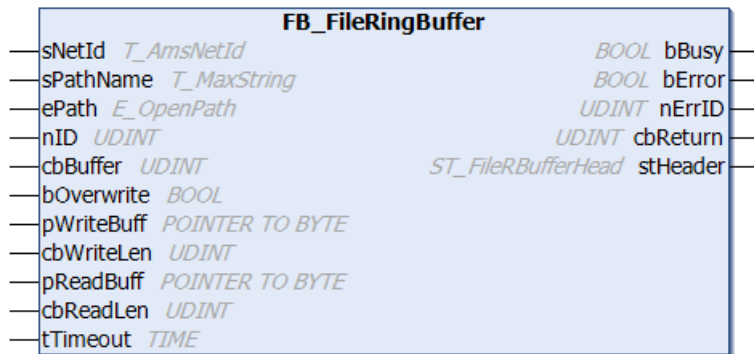 FB_FileRingBuffer
sNetId T_AmsNetId BOOL bBusy
sPathName T_MaxString BOOL bError
ePath E_OpenPath UDINT nErrID
nID UDINT UDINT cbReturn
cbBuffer UDINT ST_FileRBufferHead stHeader
bOverwrite BOOL
pWriteBuff POINTER TO BYTE
cbWriteLen UDINT
pReadBuff POINTER TO BYTE
cbReadLen UDINT
tTimeout TIME